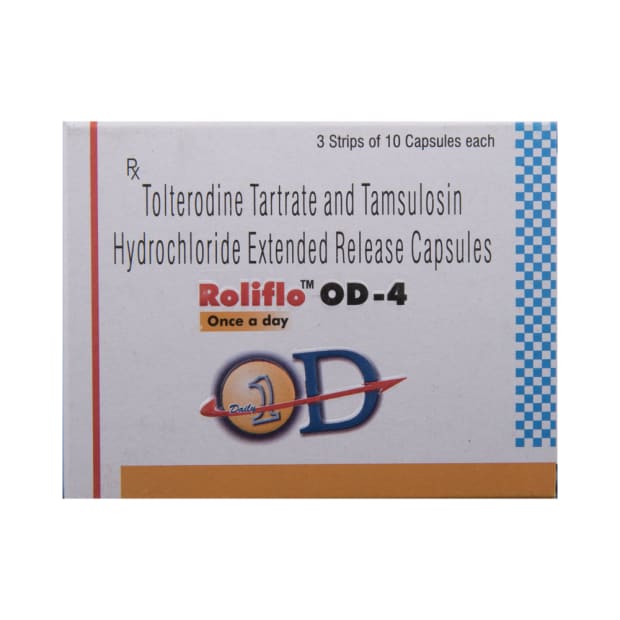 3 Strips of 10 Capsules each
Rx
Tolterodine Tartrate and Tamsulosin
Hydrochloride Extended Release Capsules
Roliflo™ OD-4
Once a day
1 Daily OD